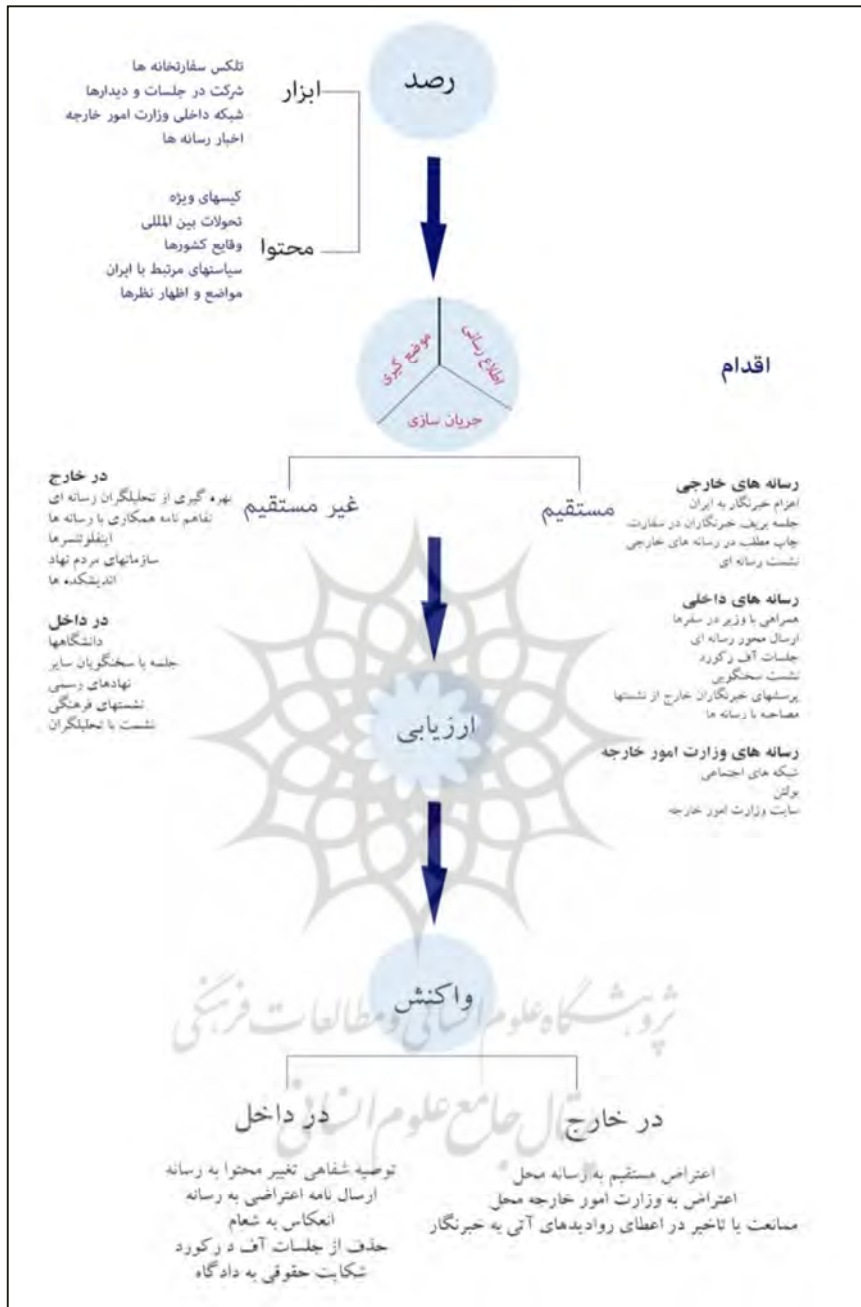 رصد
ابزار
تلکس سفارتخانه ها
شرکت در جلسات و دیدارها
شبکه داخلی وزارت امور خارجه
اخبار رسانه ها
محتوا
کیسهای ویژه
تحولات بین المللی
وقایع کشورها
سیاستهای مرتبط با ایران
مواضع و اظهار نظرها
اقدام
اطلاع رسانی
موضع گیری
جریان سازی
مستقیم
رسانه های خارجی
اعزام خبرنگار به ایران
جلسه بریف خبرنگاران در سفارت
چاپ مطلب در رسانه های خارجی
نشست رسانه ای
رسانه های داخلی
همراهی با وزیر در سفرها
ارسال محور رسانه ای
جلسات آف رکورد
نشست سخنگویی
پرسشهای خبرنگاران خارج از نشستها
مصاحبه با رسانه ها
رسانه های وزارت امور خارجه
شبکه های اجتماعی
بولتن
سایت وزارت امور خارجه
غیر مستقیم
در خارج
بهره گیری از تحلیلگران رسانه ای
تفاهم نامه همکاری با رسانه ها
اینفلوئنسرها
سازمانهای مردم نهاد
اندیشکده ها
در داخل
دانشگاهها
جلسه با سخنگویان سایر
نهادهای رسمی
نشستهای فرهنگی
نشست با تحلیلگران
ارزیابی
واکنش
پژوهشگاه علوم انسانی و مطالعات فرهنگی
پرتال جامع علوم انسانی
در خارج
اعتراض مستقیم به رسانه محل
اعتراض به وزارت امور خارجه محل
ممانعت یا تاخیر در اعطای روادیدهای آتی به خبرنگار
در داخل
توصیه شفاهی تغییر محتوا به رسانه
ارسال نامه اعتراضی به رسانه
انعکاس به شعام
حذف از جلسات آف د رکورد
شکایت حقوقی به دادگاه